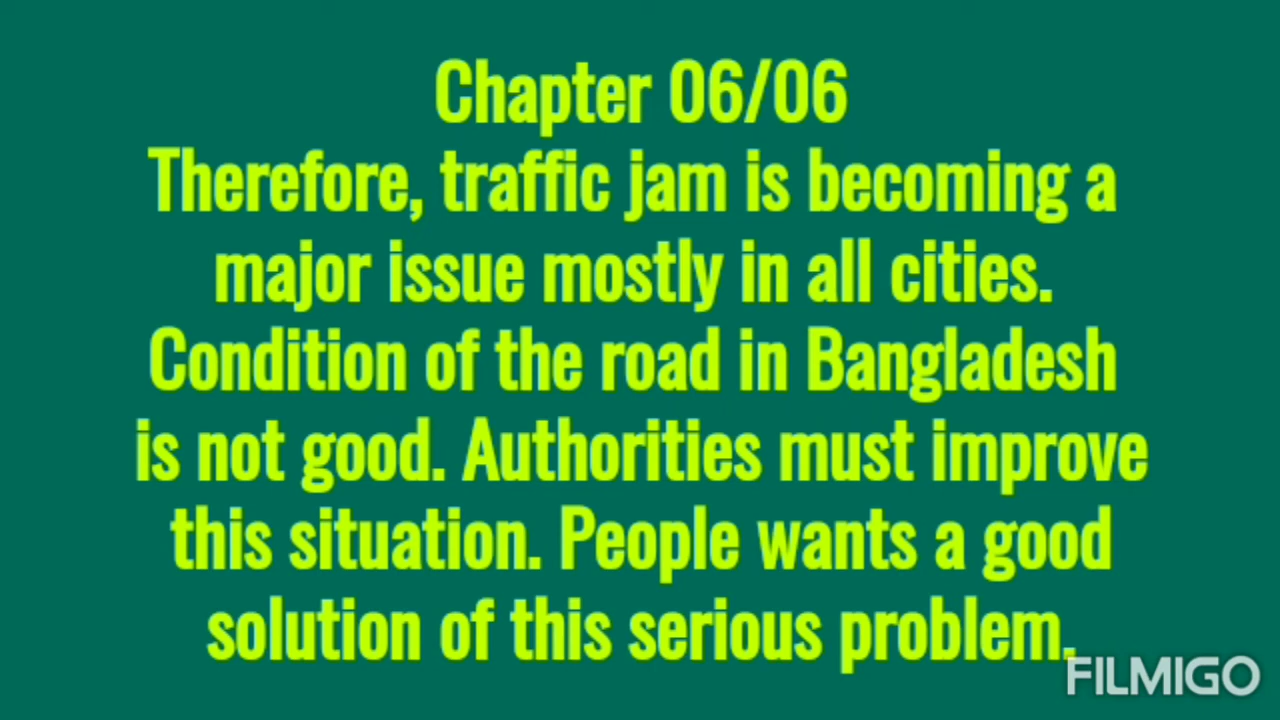 Chapter 06/06
Therefore, traffic jam is becoming a
major issue mostly in all cities.
Condition of the road in Bangladesh
is not good. Authorities must improve
this situation. People wants a good
solution of this serious problem.
FILMIGO